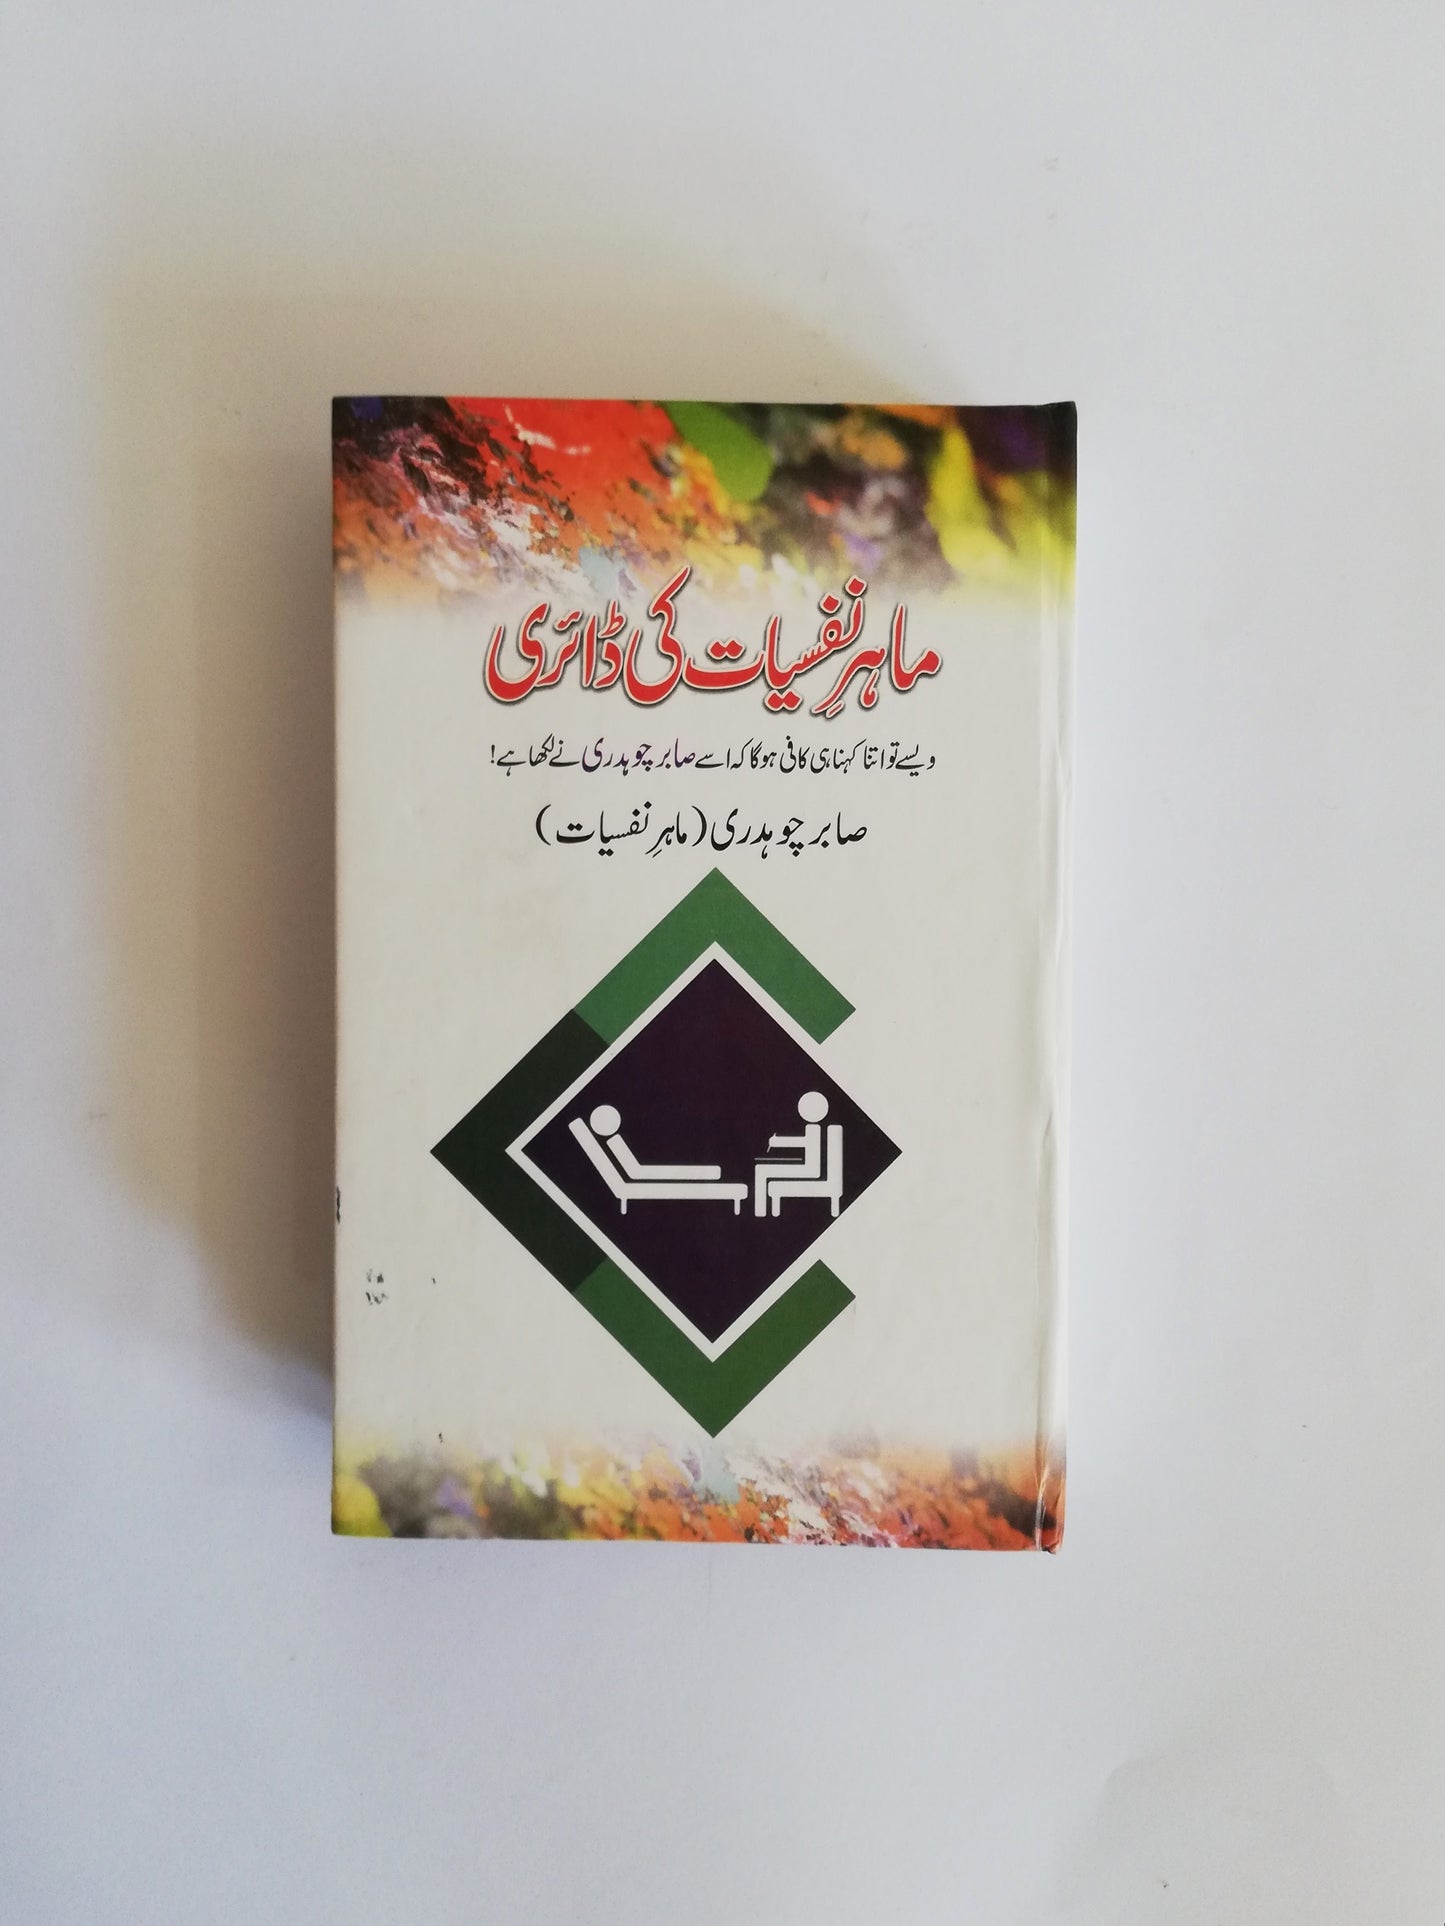 ماہرِ نفسیات کی ڈائری
ویسے تو اتنا کہنا ہی کافی ہوگا کہ اسے صابر چوہدری نے لکھا ہے!
صابر چوہدری (ماہرِ نفسیات)